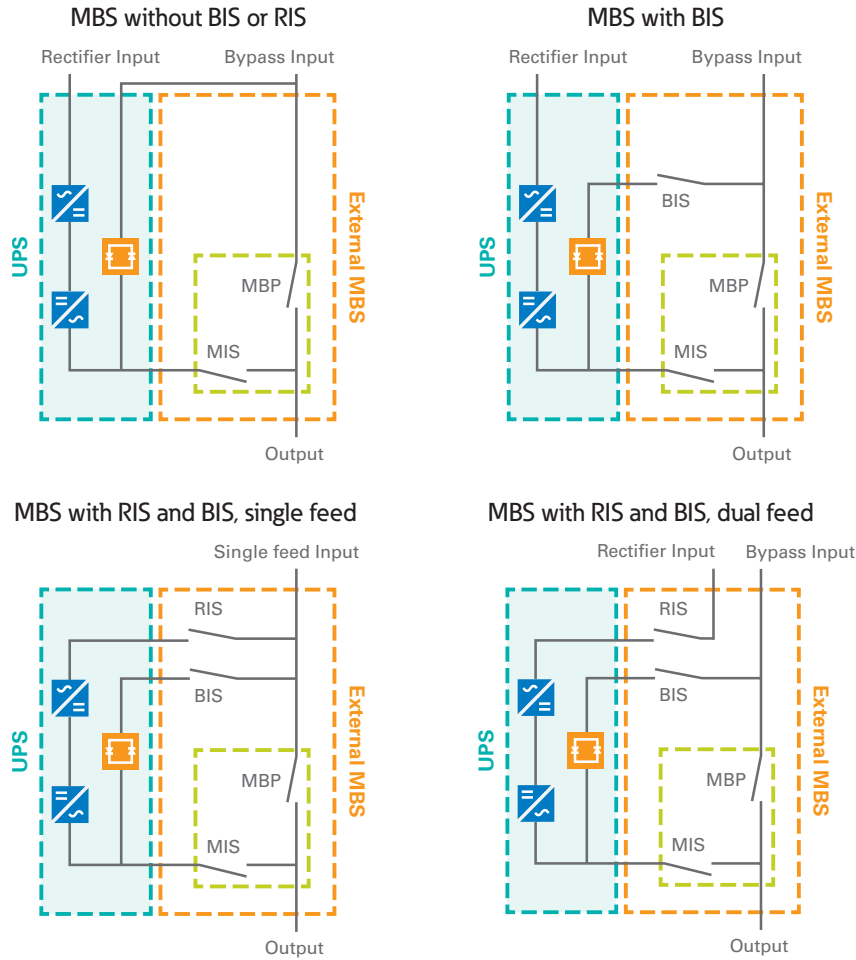 MBS without BIS or RIS
Rectifier Input
Bypass Input
UPS
External MBS
MBP
MIS
Output
MBS with BIS
Rectifier Input
Bypass Input
BIS
UPS
External MBS
MBP
MIS
Output
MBS with RIS and BIS, single feed
Single feed Input
RIS
BIS
UPS
External MBS
MBP
MIS
Output
MBS with RIS and BIS, dual feed
Rectifier Input
Bypass Input
RIS
BIS
UPS
External MBS
MBP
MIS
Output